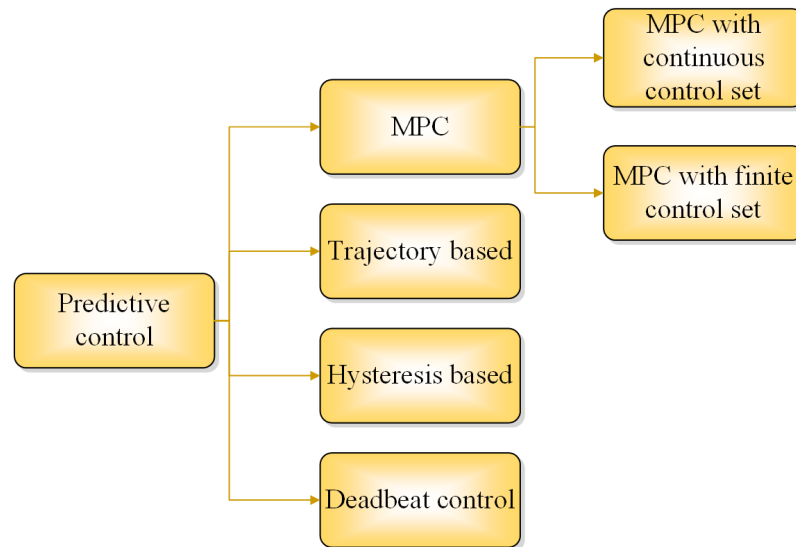 MPC with
continuous
control set
MPC
MPC with finite
control set
Trajectory based
Predictive
control
Hysteresis based
Deadbeat control